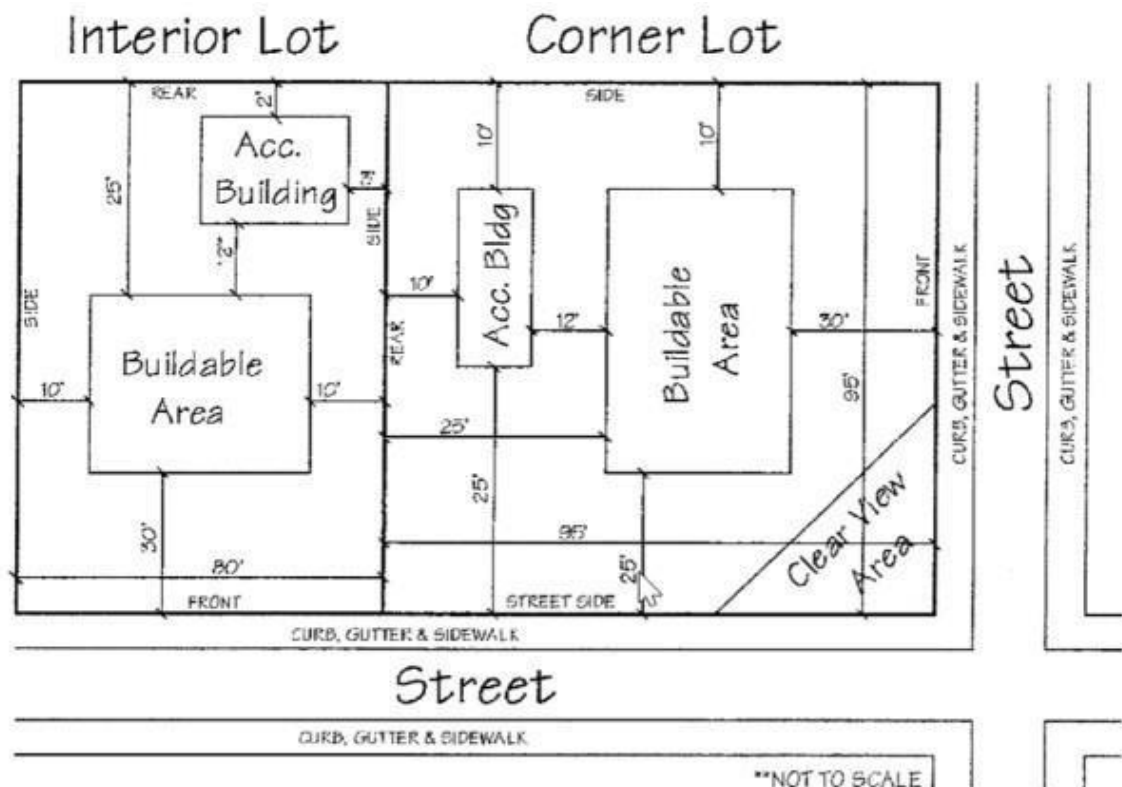 Interior Lot
Corner Lot
REAR
2'
25'
Acc.
Building
SIDE
SIDE
Buildable
Area
10'
10'
30'
80'
FRONT
SIDE
10'
10'
Acc. Bldg
10'
12'
REAR
25'
25'
Buildable
Area
30'
FRONT
95'
95'
25'
STREET SIDE
Clear View
Area
CURB, GUTTER & SIDEWALK
Street
CURB, GUTTER & SIDEWALK
CURB, GUTTER & SIDEWALK
Street
CURB, GUTTER & SIDEWALK
**NOT TO SCALE